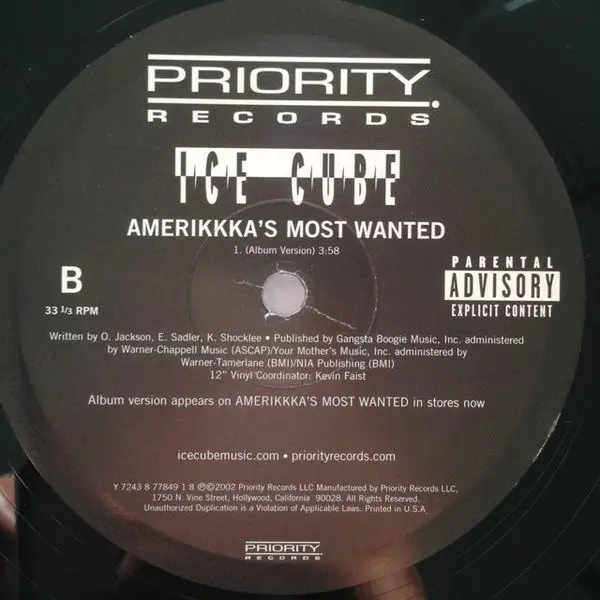 PRIORITY.
RECORDS
ICE CUBE
AMERIKKKA'S MOST WANTED
1. (Album Version) 3:58
B
33 1/3 RPM
PARENTAL
ADVISORY
EXPLICIT CONTENT
Written by O. Jackson, E. Sadler, K. Shocklee • Published by Gangsta Boogie Music, Inc. administered
by Warner-Chappell Music (ASCAP)/Your Mother's Music, Inc. administered by
Warner-Tamerlane (BMI)/NIA Publishing (BMI)
12" Vinyl Coordinator: Kevin Faist
Album version appears on AMERIKKKA'S MOST WANTED in stores now
icecubemusic.com • priorityrecords.com
Y 7243 8 77849 1 8 ℗©2002 Priority Records LLC Manufactured by Priority Records LLC,
1750 N. Vine Street, Hollywood, California 90028. All Rights Reserved.
Unauthorized Duplication is a Violation of Applicable Laws. Printed in U.S.A.
PRIORITY.
RECORDS